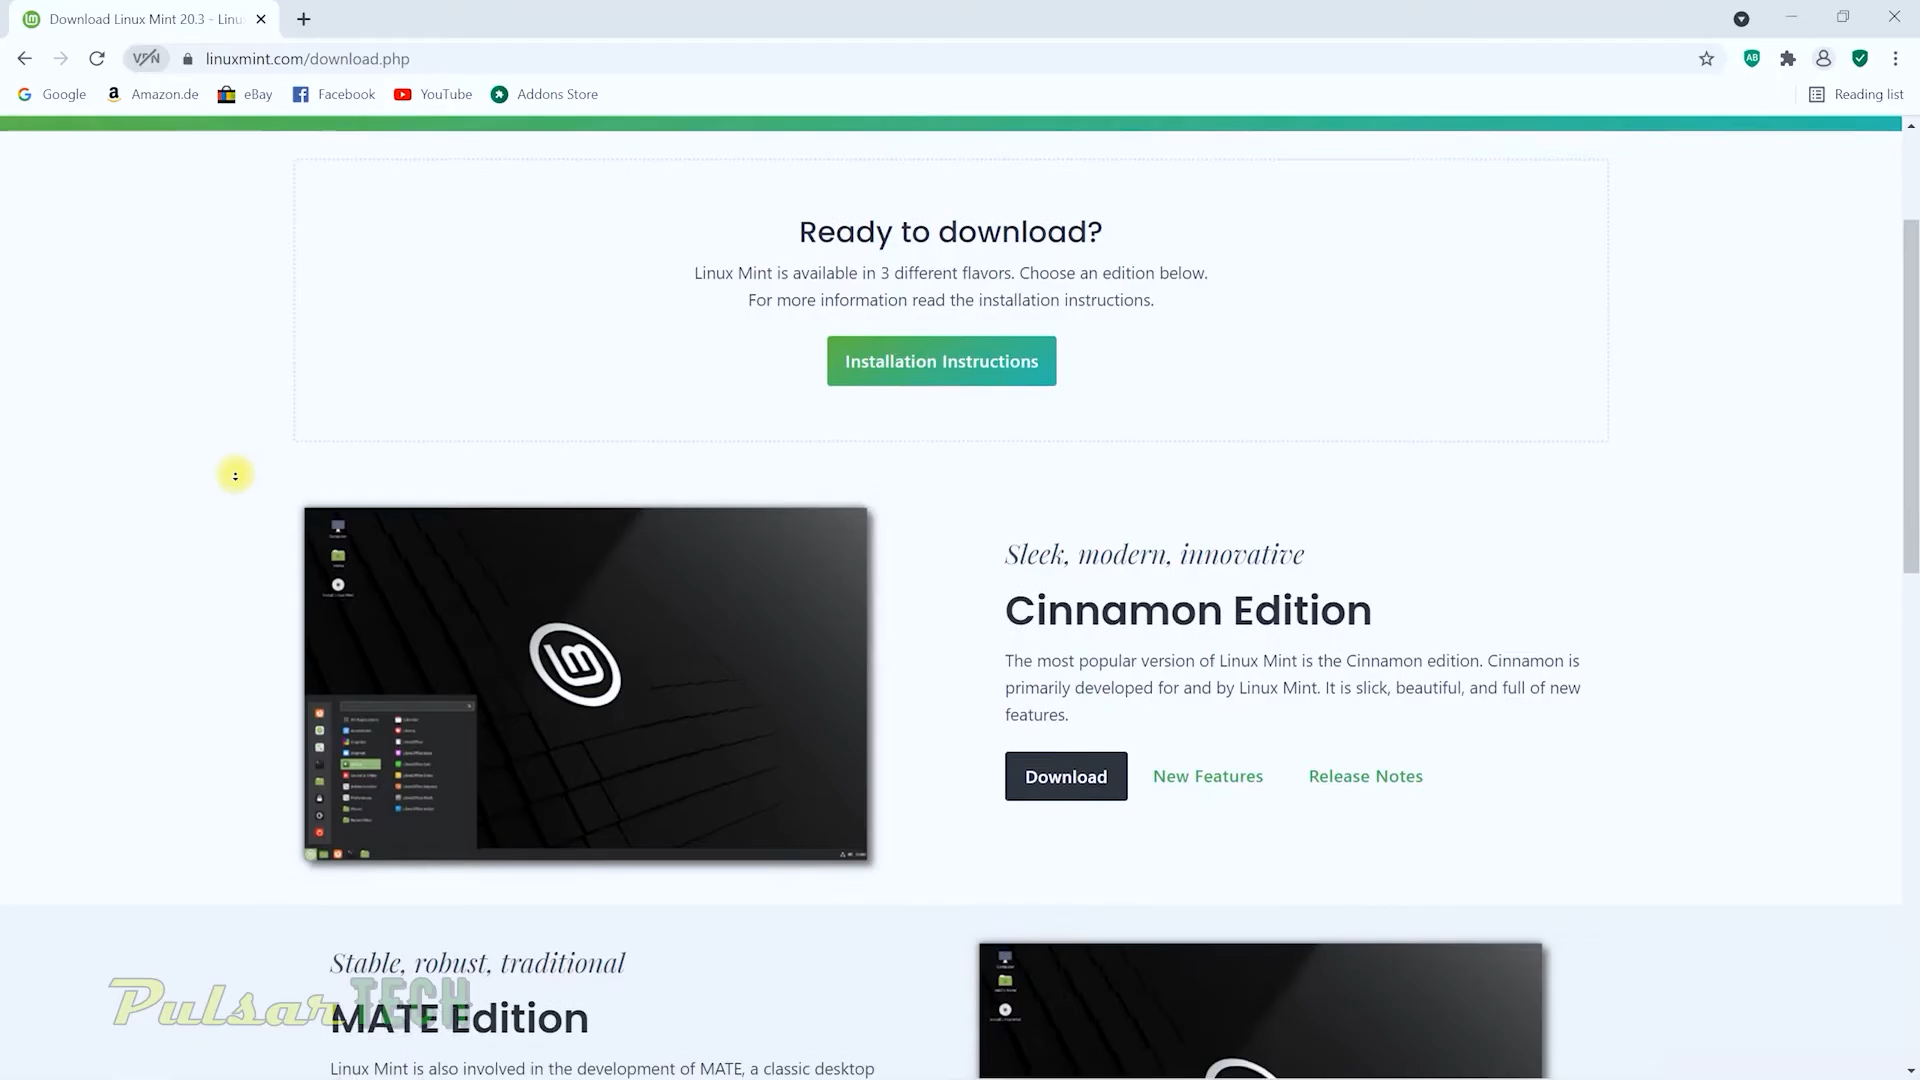 Download Linux Mint 20.3 - Linu
VPN
linuxmint.com/download.php
AB
Google
Amazon.de
eBay
Facebook
YouTube
Addons Store
Reading list
Ready to download?
Linux Mint is available in 3 different flavors. Choose an edition below.
For more information read the installation instructions.
Installation Instructions
Sleek, modern, innovative
Cinnamon Edition
The most popular version of Linux Mint is the Cinnamon edition. Cinnamon is
primarily developed for and by Linux Mint. It is slick, beautiful, and full of new
features.
Download
New Features
Release Notes
Stable, robust, traditional
Pulsar TECH
MATE Edition
Linux Mint is also involved in the development of MATE, a classic desktop